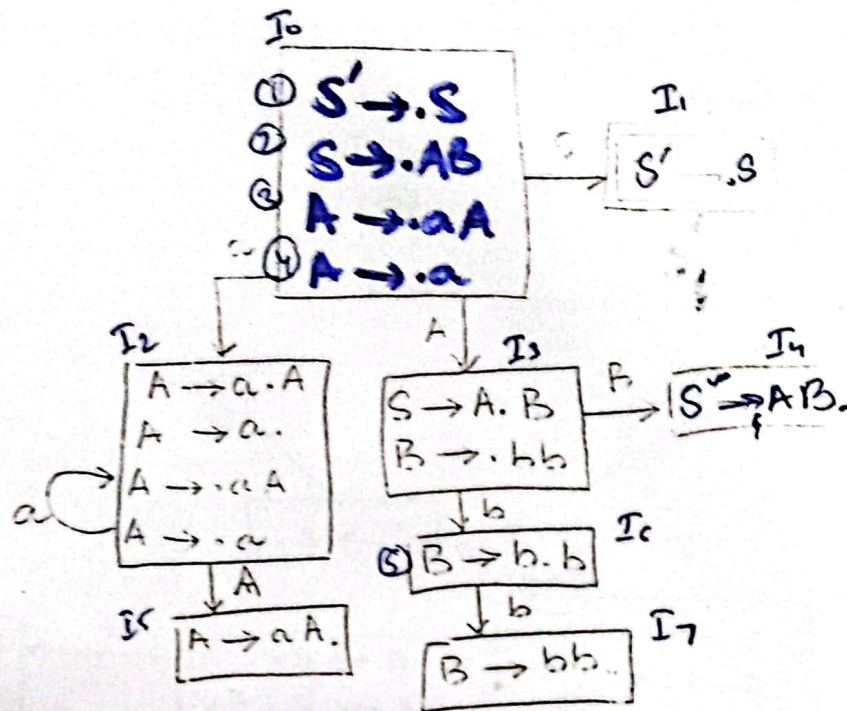 I0
① S' → .S
② S → .AB
③ A → .aA
④ A → .a
S
I1
S' → .S
a
A
I2
A → a.A
A → a.
A → .aA
A → .a
a
A
I5
A → aA.
I3
S → A.B
B → .bb
B
I4
S → AB.
b
I6
⑤ B → b.b
b
I7
B → bb.